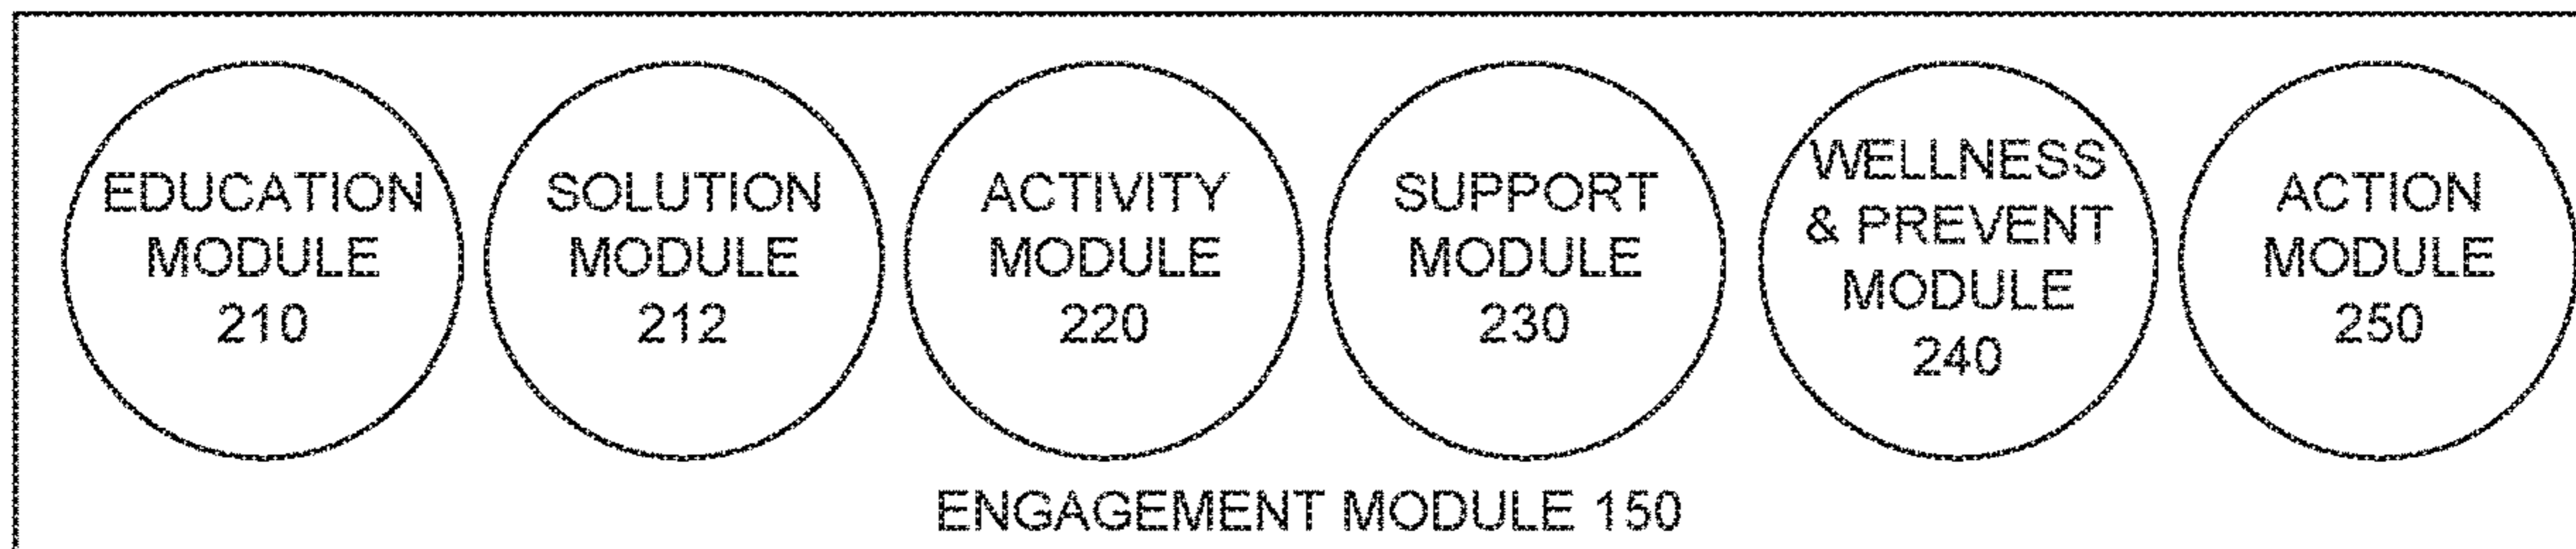 EDUCATION
MODULE
210
SOLUTION
MODULE
212
ACTIVITY
MODULE
220
SUPPORT
MODULE
230
WELLNESS
& PREVENT
MODULE
240
ACTION
MODULE
250
ENGAGEMENT MODULE 150